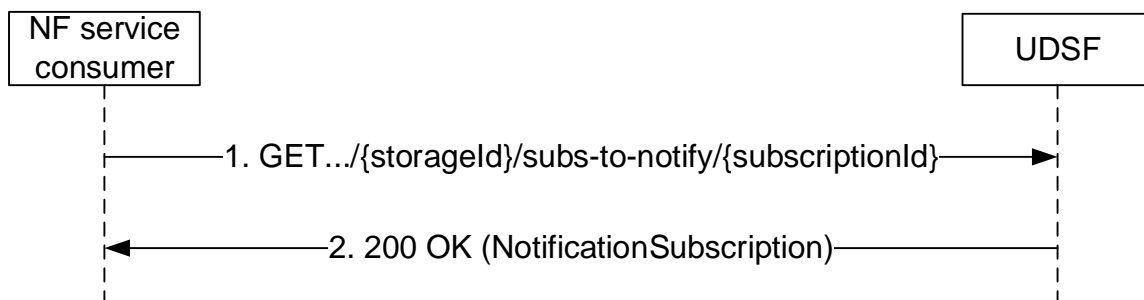 NF service
consumer
UDSF
1. GET.../{storageId}/subs-to-notify/{subscriptionId}
2. 200 OK (NotificationSubscription)